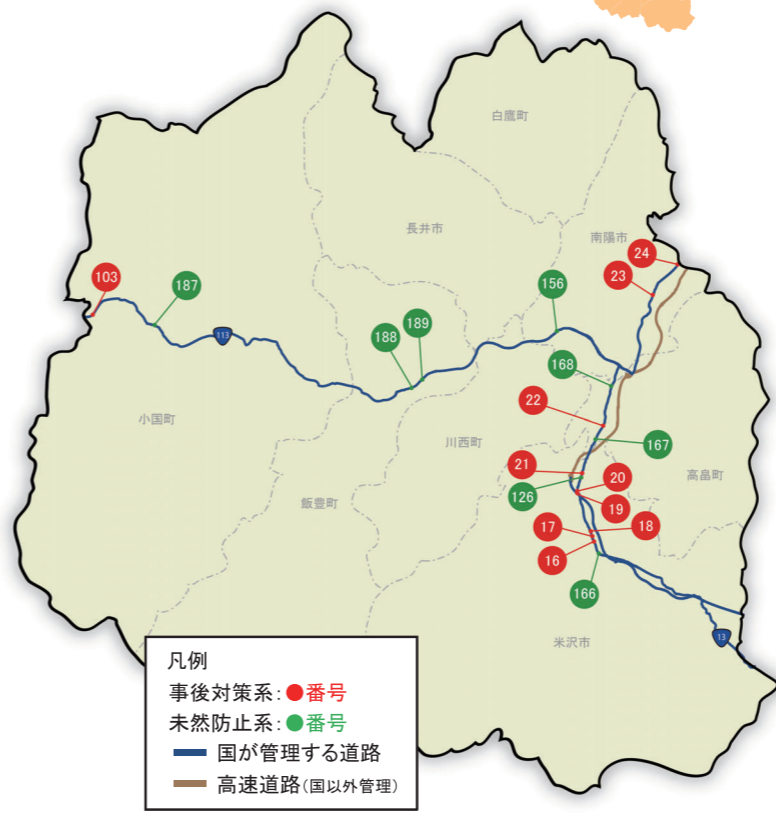 白鷹町
長井市
南陽市
24
23
103
187
156
189
188
113
168
22
小国町
川西町
167
21
高畠町
20
126
飯豊町
19
17
18
16
166
米沢市
13
凡例
事後対策系:●番号
未然防止系:●番号
国が管理する道路
高速道路(国以外管理)